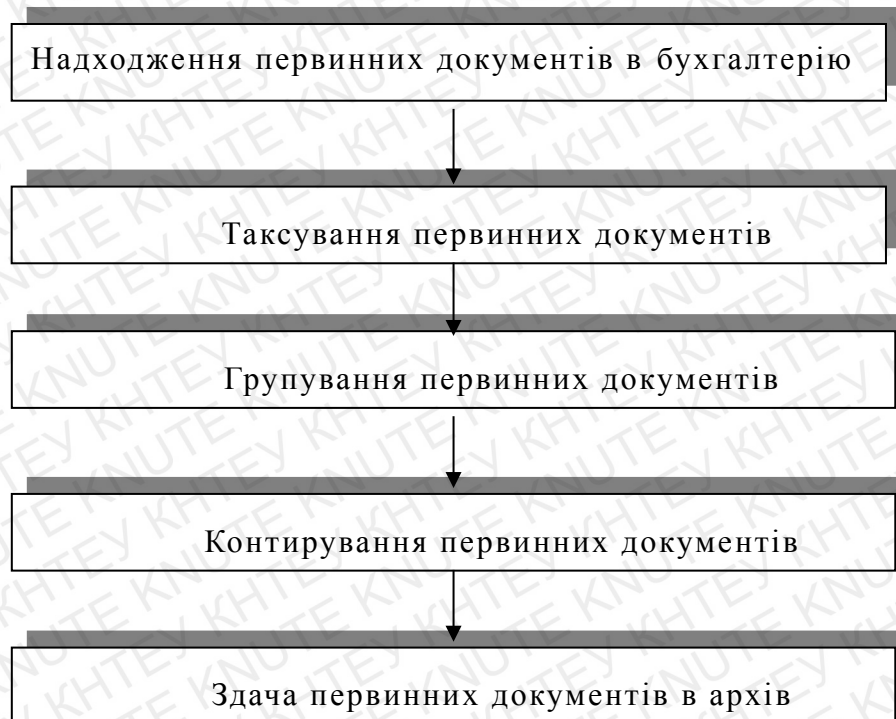 Надходження первинних документів в бухгалтерію
Таксування первинних документів
Групування первинних документів
Контирування первинних документів
Здача первинних документів в архів